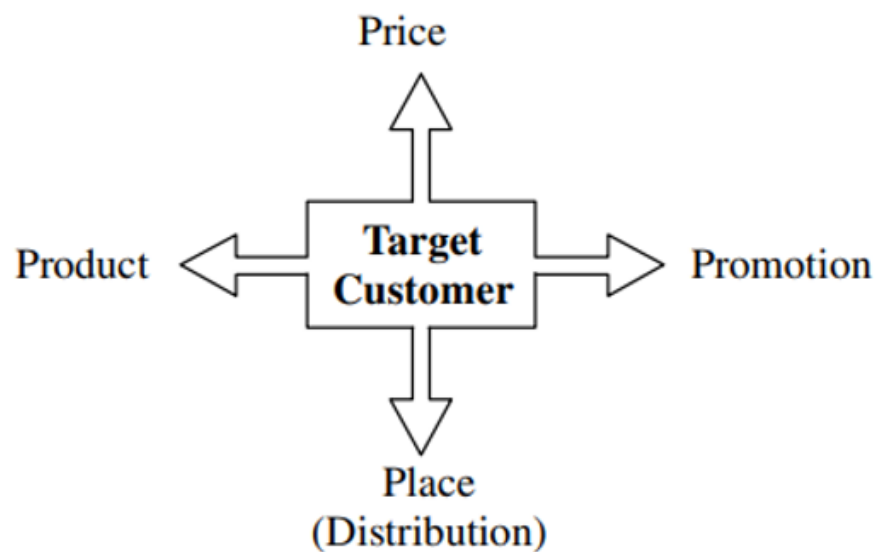 Price
Product
Target
Customer
Promotion
Place
(Distribution)